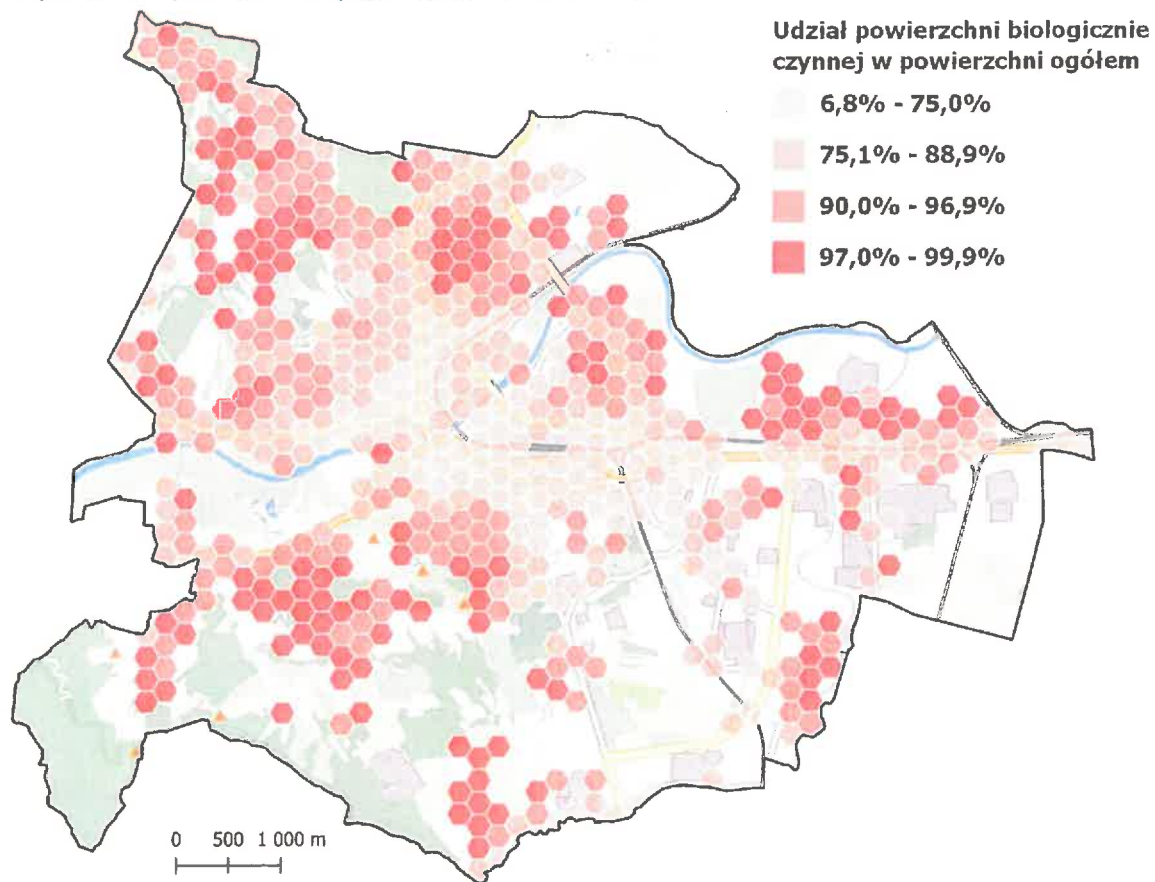 Udział powierzchni biologicznie
czynnej w powierzchni ogółem
6,8% - 75,0%
75,1% - 88,9%
90,0% - 96,9%
97,0% - 99,9%
0 500 1 000 m